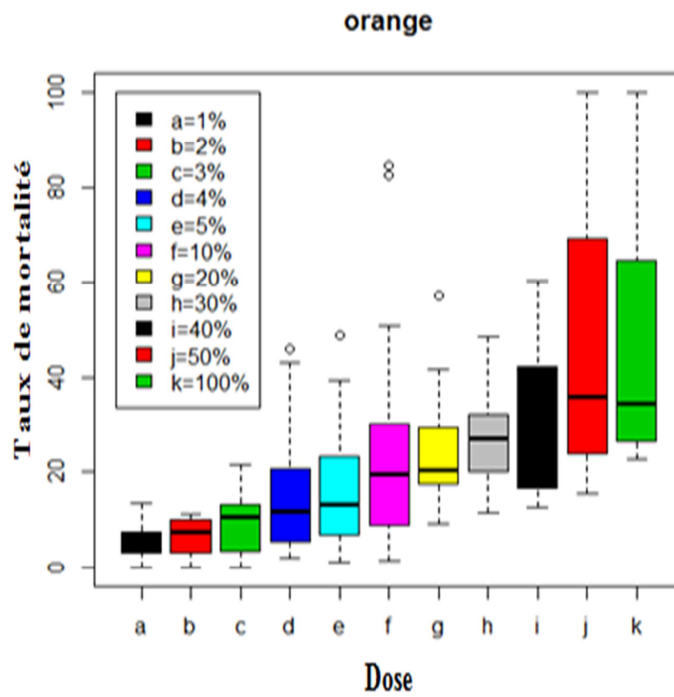 orange
Taux de mortalité
100
80
60
40
20
0
a=1%
b=2%
c=3%
d=4%
e=5%
f=10%
g=20%
h=30%
i=40%
j=50%
k=100%
a b c d e f g h i j k
Dose